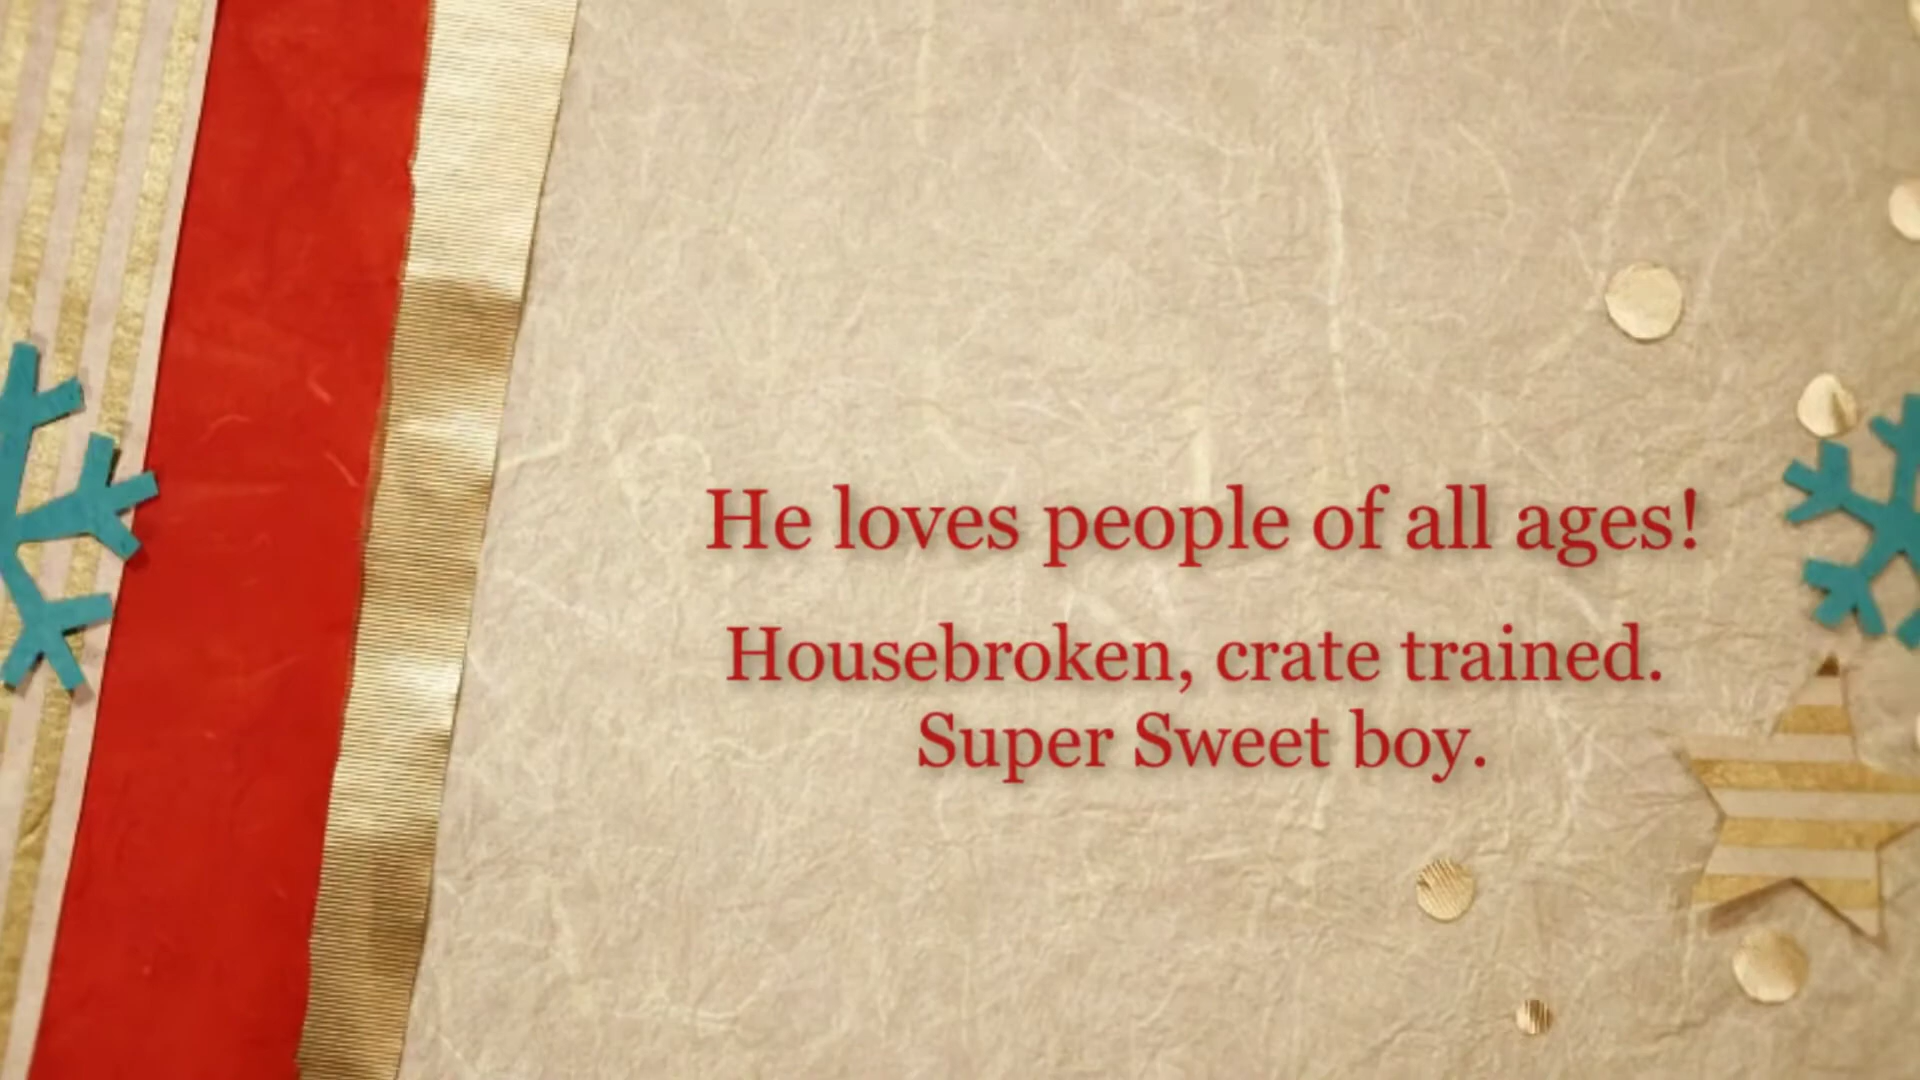 He loves people of all ages!
Housebroken, crate trained.
Super Sweet boy.